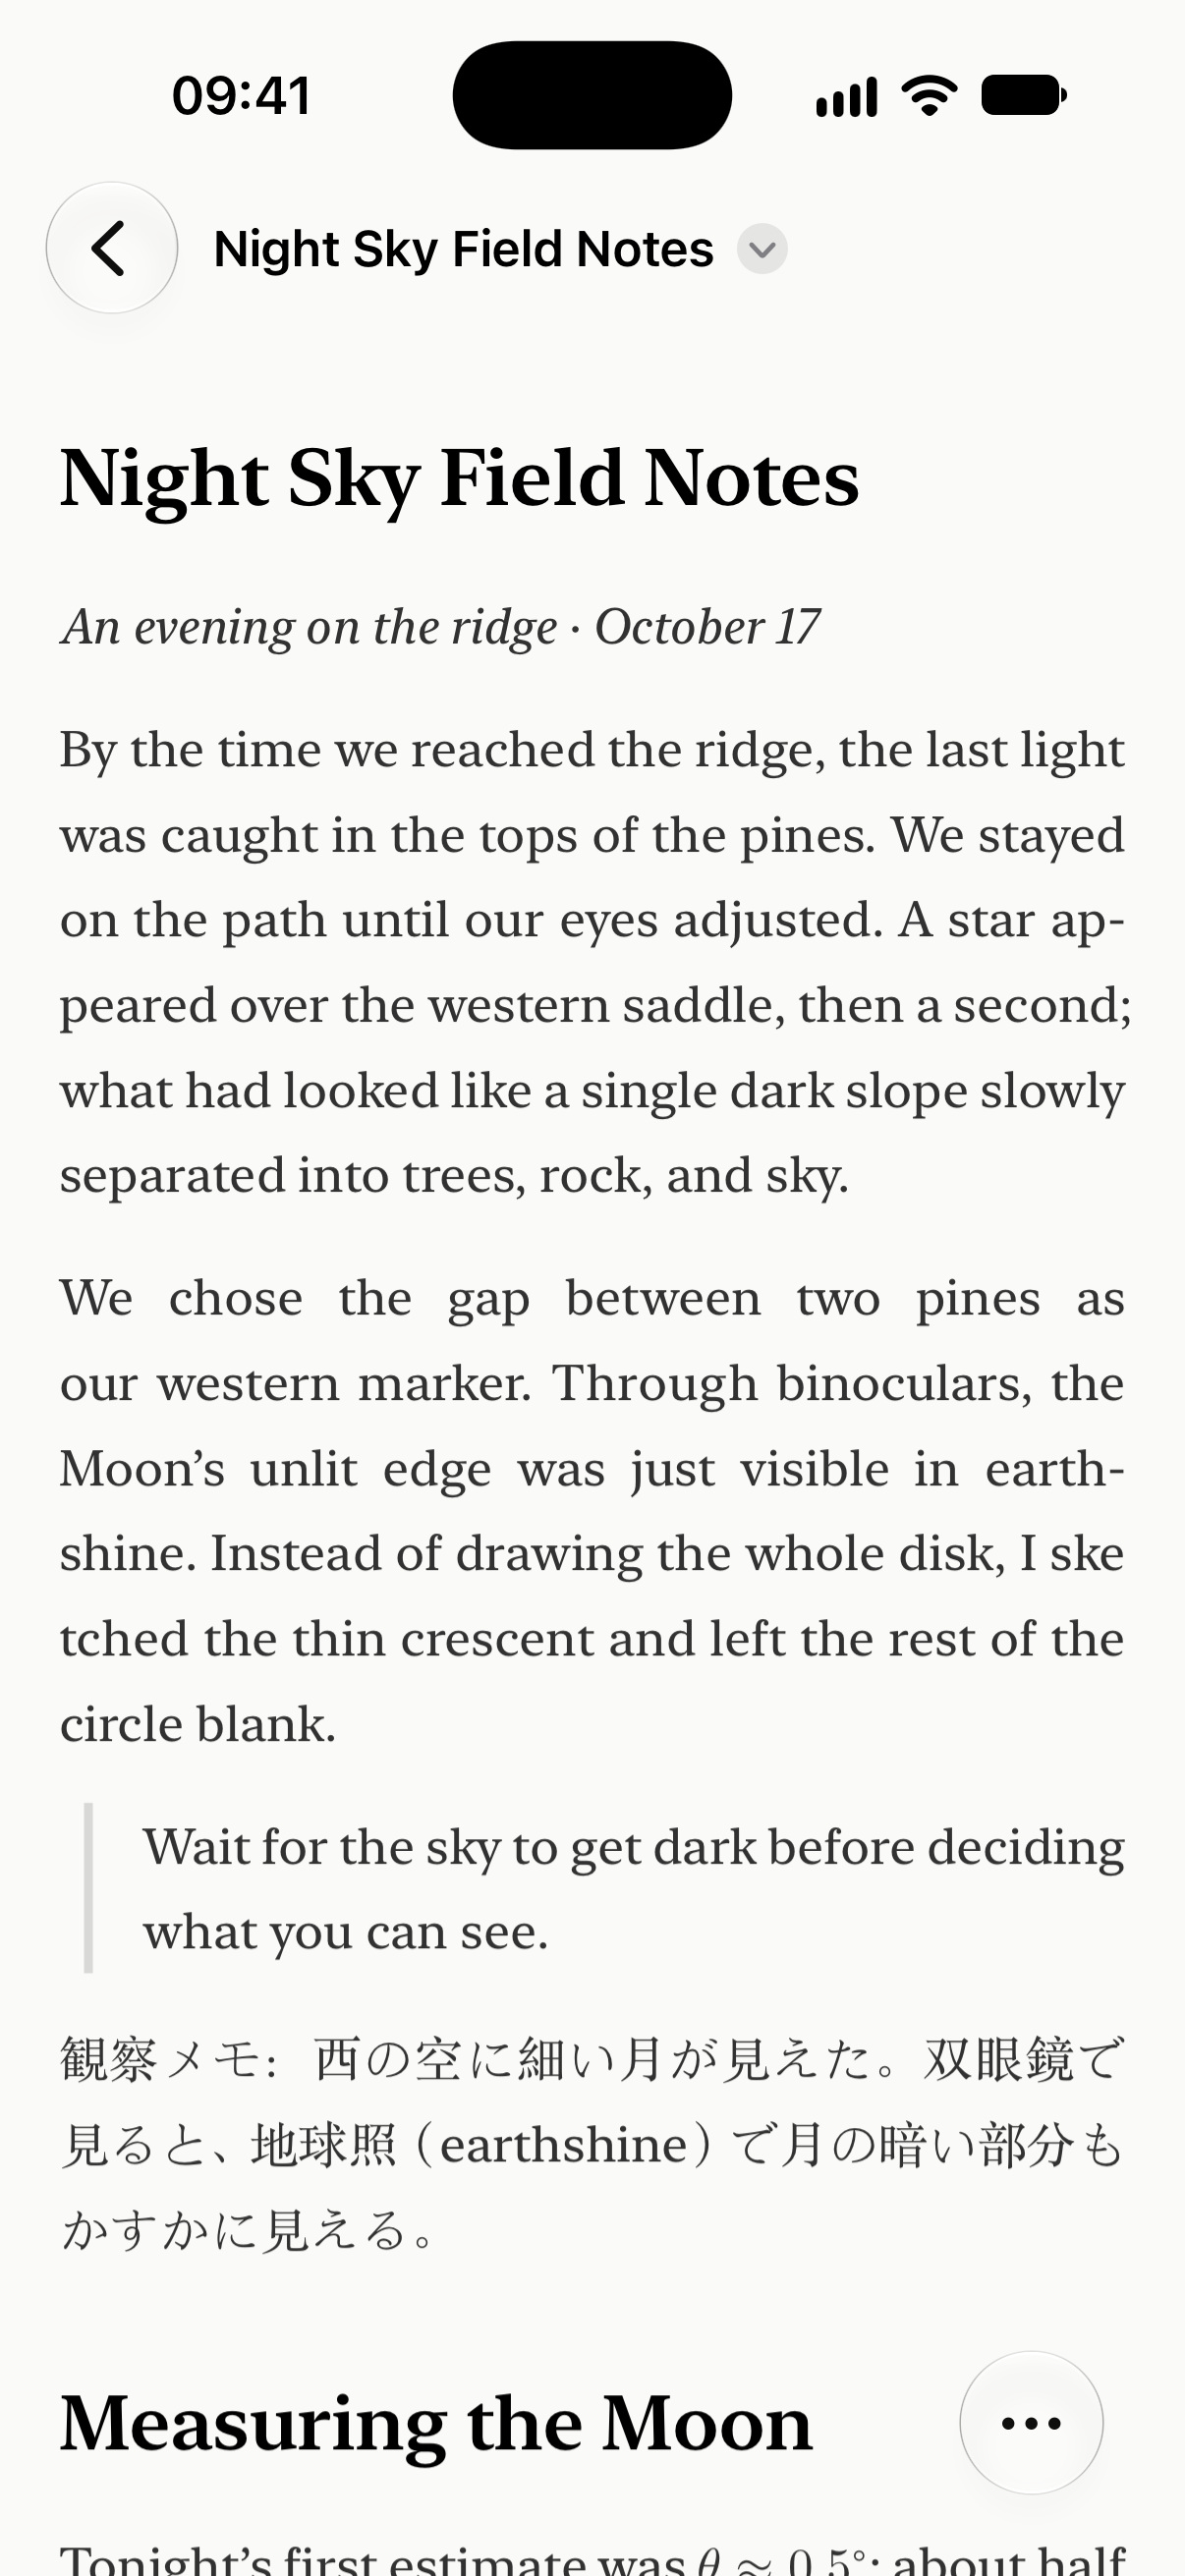 09:41
Night Sky Field Notes
Night Sky Field Notes
An evening on the ridge · October 17
By the time we reached the ridge, the last light
was caught in the tops of the pines. We stayed
on the path until our eyes adjusted. A star ap-
peared over the western saddle, then a second;
what had looked like a single dark slope slowly
separated into trees, rock, and sky.
We chose the gap between two pines as
our western marker. Through binoculars, the
Moon’s unlit edge was just visible in earth-
shine. Instead of drawing the whole disk, I ske
tched the thin crescent and left the rest of the
circle blank.
Wait for the sky to get dark before deciding
what you can see.
観察メモ：西の空に細い月が見えた。双眼鏡で
見ると、地球照（earthshine）で月の暗い部分も
かすかに見える。
Measuring the Moon
Tonight’s first estimate was θ ≈ 0.5°: about half